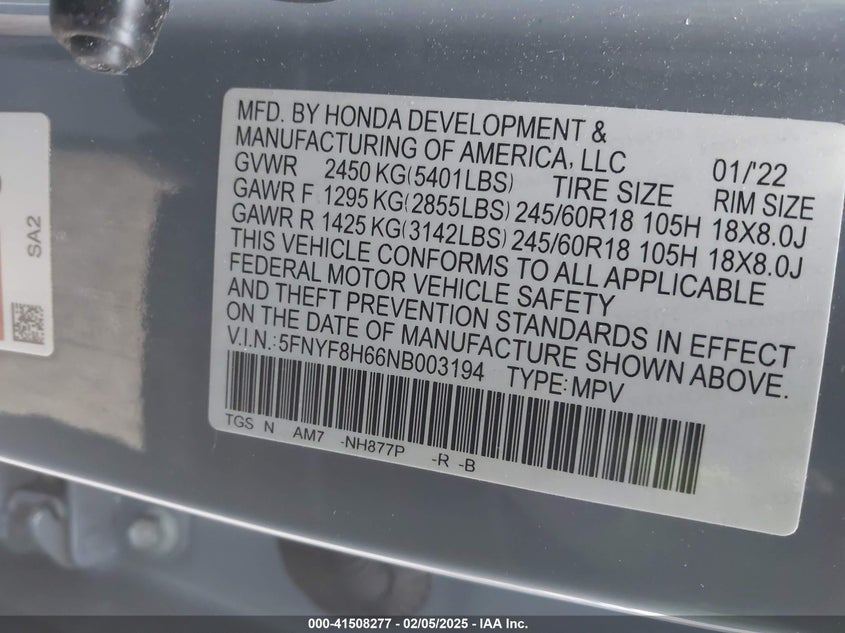 SA2
MFD. BY HONDA DEVELOPMENT &
MANUFACTURING OF AMERICA, LLC 01/'22
GVWR 2450 KG(5401LBS) TIRE SIZE RIM SIZE
GAWR F 1295 KG(2855LBS) 245/60R18 105H 18X8.0J
GAWR R 1425 KG(3142LBS) 245/60R18 105H 18X8.0J
THIS VEHICLE CONFORMS TO ALL APPLICABLE
FEDERAL MOTOR VEHICLE SAFETY
AND THEFT PREVENTION STANDARDS IN EFFECT
ON THE DATE OF MANUFACTURE SHOWN ABOVE.
V.I.N.: 5FNYF8H66NB003194 TYPE: MPV
TGS N AM7 -NH877P -R -B
000-41508277 - 02/05/2025 - IAA Inc.